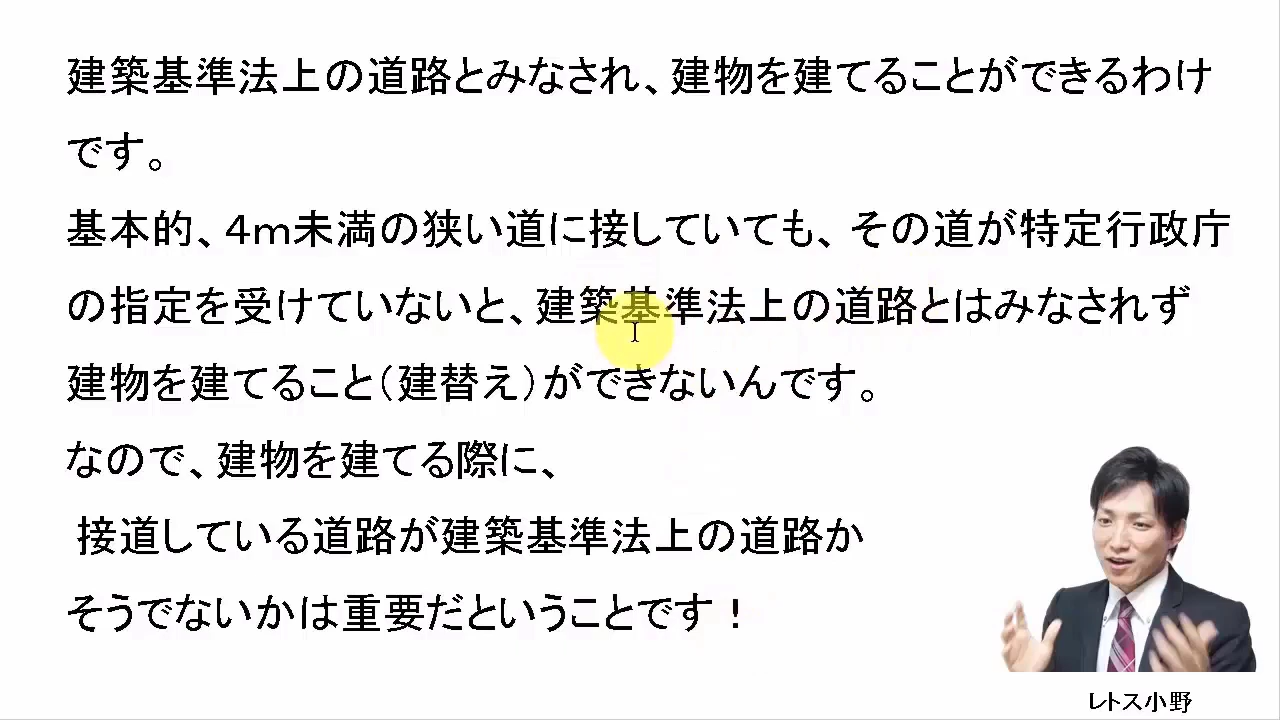 建築基準法上の道路とみなされ、建物を建てることができるわけ
です。
基本的、4m未満の狭い道に接していても、その道が特定行政庁
の指定を受けていないと、建築基準法上の道路とはみなされず
建物を建てること（建替え）ができないんです。
なので、建物を建てる際に、
接道している道路が建築基準法上の道路か
そうでないかは重要だということです！
レトス小野